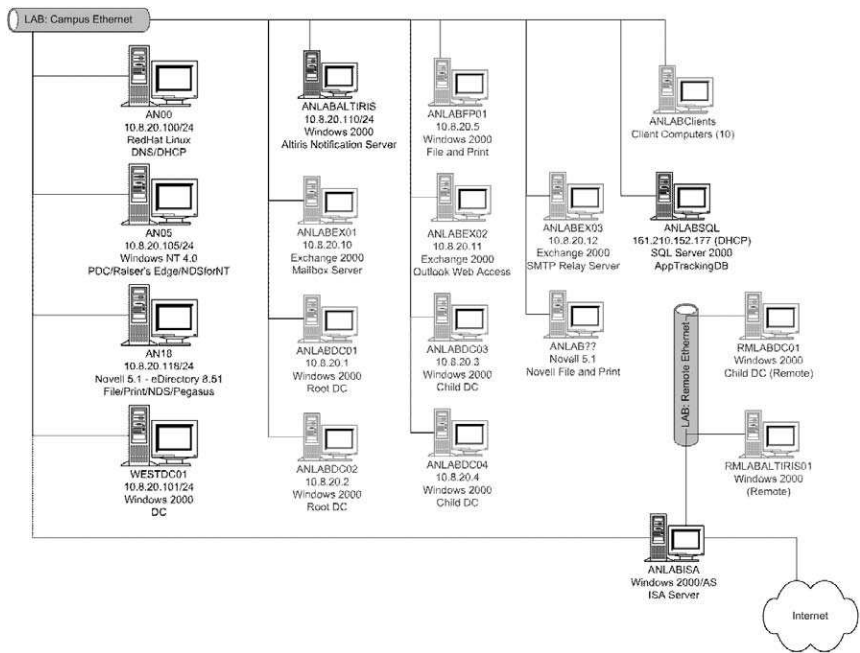 LAB: Campus Ethernet
AN00
10.8.20.100/24
RedHat Linux
DNS/DHCP
ANLABALTIRIS
10.8.20.110/24
Windows 2000
Altiris Notification Server
ANLABFP01
10.8.20.5
Windows 2000
File and Print
ANLABClients
Client Computers (10)
AN05
10.8.20.105/24
Windows NT 4.0
PDC/Raiser's Edge/NDSforNT
ANLABEX01
10.8.20.10
Exchange 2000
Mailbox Server
ANLABEX02
10.8.20.11
Exchange 2000
Outlook Web Access
ANLABEX03
10.8.20.12
Exchange 2000
SMTP Relay Server
ANLABSQL
161.210.152.177 (DHCP)
SQL Server 2000
AppTrackingDB
AN18
10.8.20.118/24
Novell 5.1 - eDirectory 8.51
File/Print/NDS/Pegasus
ANLABDC01
10.8.20.1
Windows 2000
Root DC
ANLABDC03
10.8.20.3
Windows 2000
Child DC
ANLAB??
Novell 5.1
Novell File and Print
LAB: Remote Ethernet
RMLABDC01
Windows 2000
Child DC (Remote)
WESTDC01
10.8.20.101/24
Windows 2000
DC
ANLABDC02
10.8.20.2
Windows 2000
Root DC
ANLABDC04
10.8.20.4
Windows 2000
Child DC
RMLABALTIRIS01
Windows 2000
(Remote)
ANLABISA
Windows 2000/AS
ISA Server
Internet